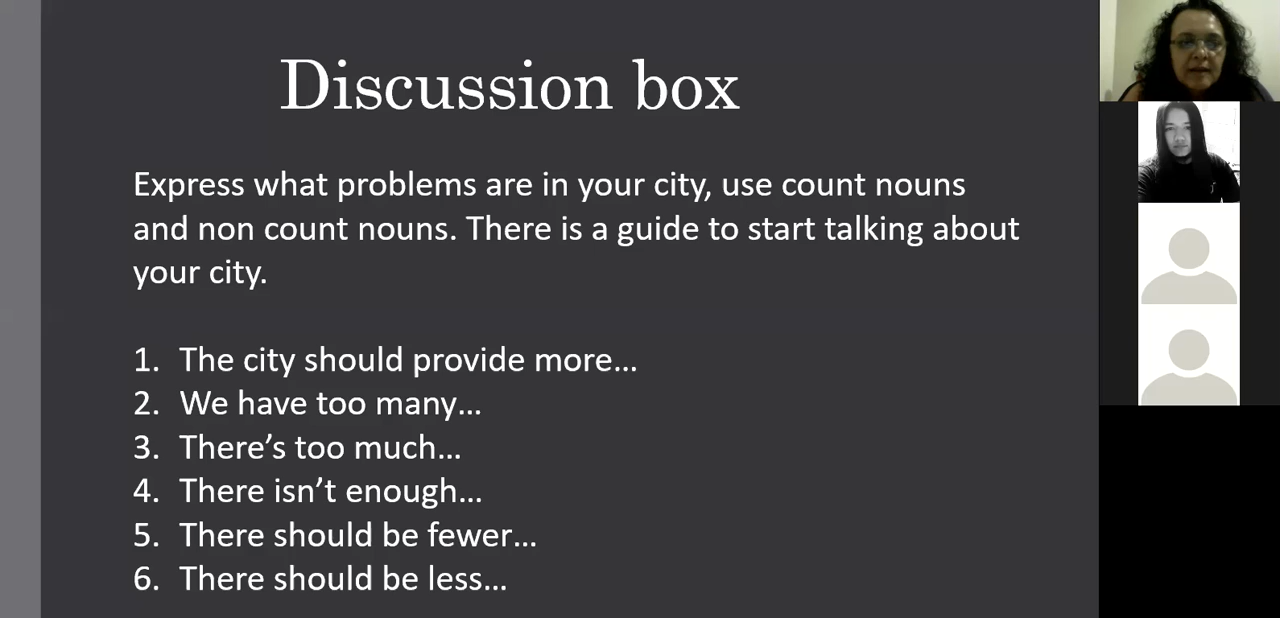 Discussion box
Express what problems are in your city, use count nouns
and non count nouns. There is a guide to start talking about
your city.
1. The city should provide more…
2. We have too many…
3. There’s too much…
4. There isn’t enough…
5. There should be fewer…
6. There should be less…